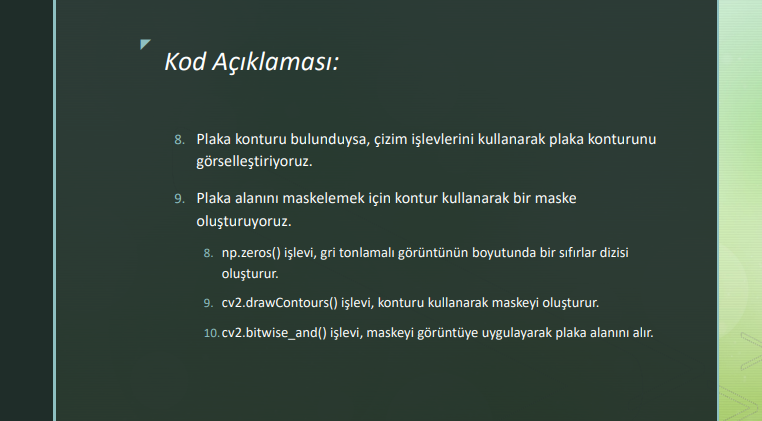 Kod Açıklaması:
8. Plaka konturu bulunduysa, çizim işlevlerini kullanarak plaka konturunu
görselleştiriyoruz.
9. Plaka alanını maskelemek için kontur kullanarak bir maske
oluşturuyoruz.
8. np.zeros() işlevi, gri tonlamalı görüntünün boyutunda bir sıfırlar dizisi
oluşturur.
9. cv2.drawContours() işlevi, konturu kullanarak maskeyi oluşturur.
10. cv2.bitwise_and() işlevi, maskeyi görüntüye uygulayarak plaka alanını alır.